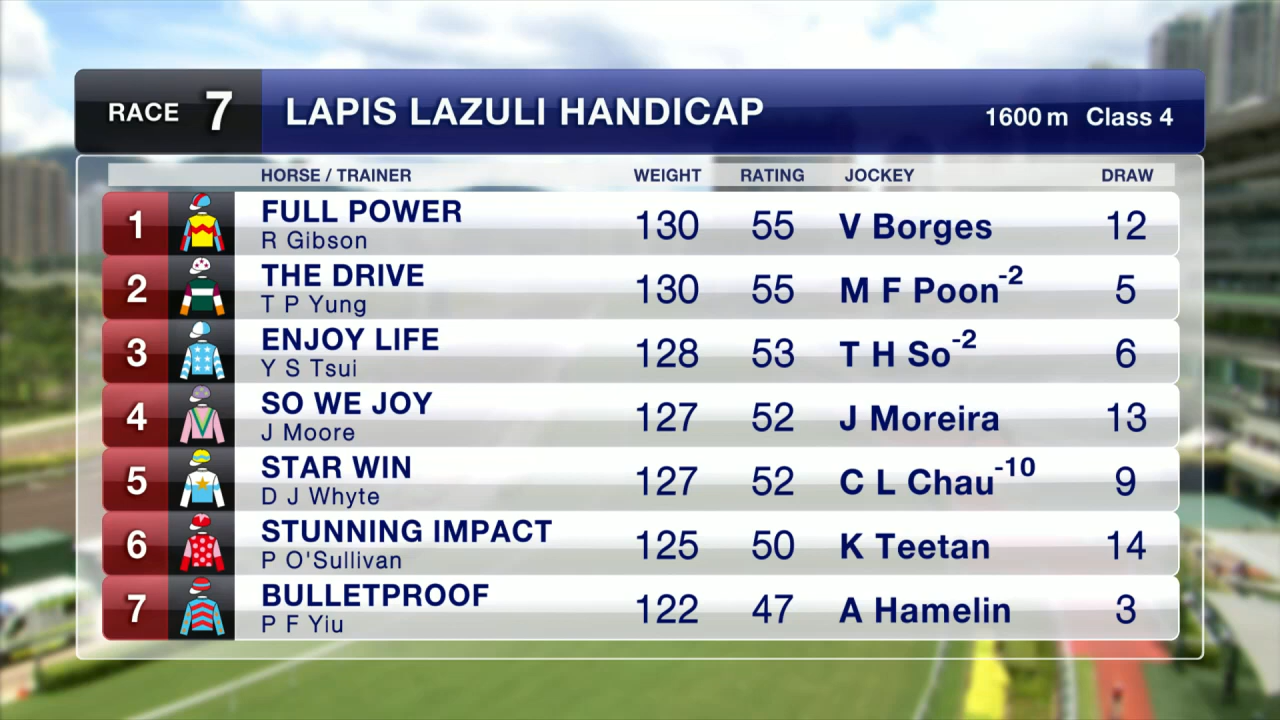 RACE 7 LAPIS LAZULI HANDICAP 1600 m Class 4
HORSE / TRAINER WEIGHT RATING JOCKEY DRAW
1 FULL POWER 130 55 V Borges 12
R Gibson
2 THE DRIVE 130 55 M F Poon-2 5
T P Yung
3 ENJOY LIFE 128 53 T H So-2 6
Y S Tsui
4 SO WE JOY 127 52 J Moreira 13
J Moore
5 STAR WIN 127 52 C L Chau-10 9
D J Whyte
6 STUNNING IMPACT 125 50 K Teetan 14
P O'Sullivan
7 BULLETPROOF 122 47 A Hamelin 3
P F Yiu